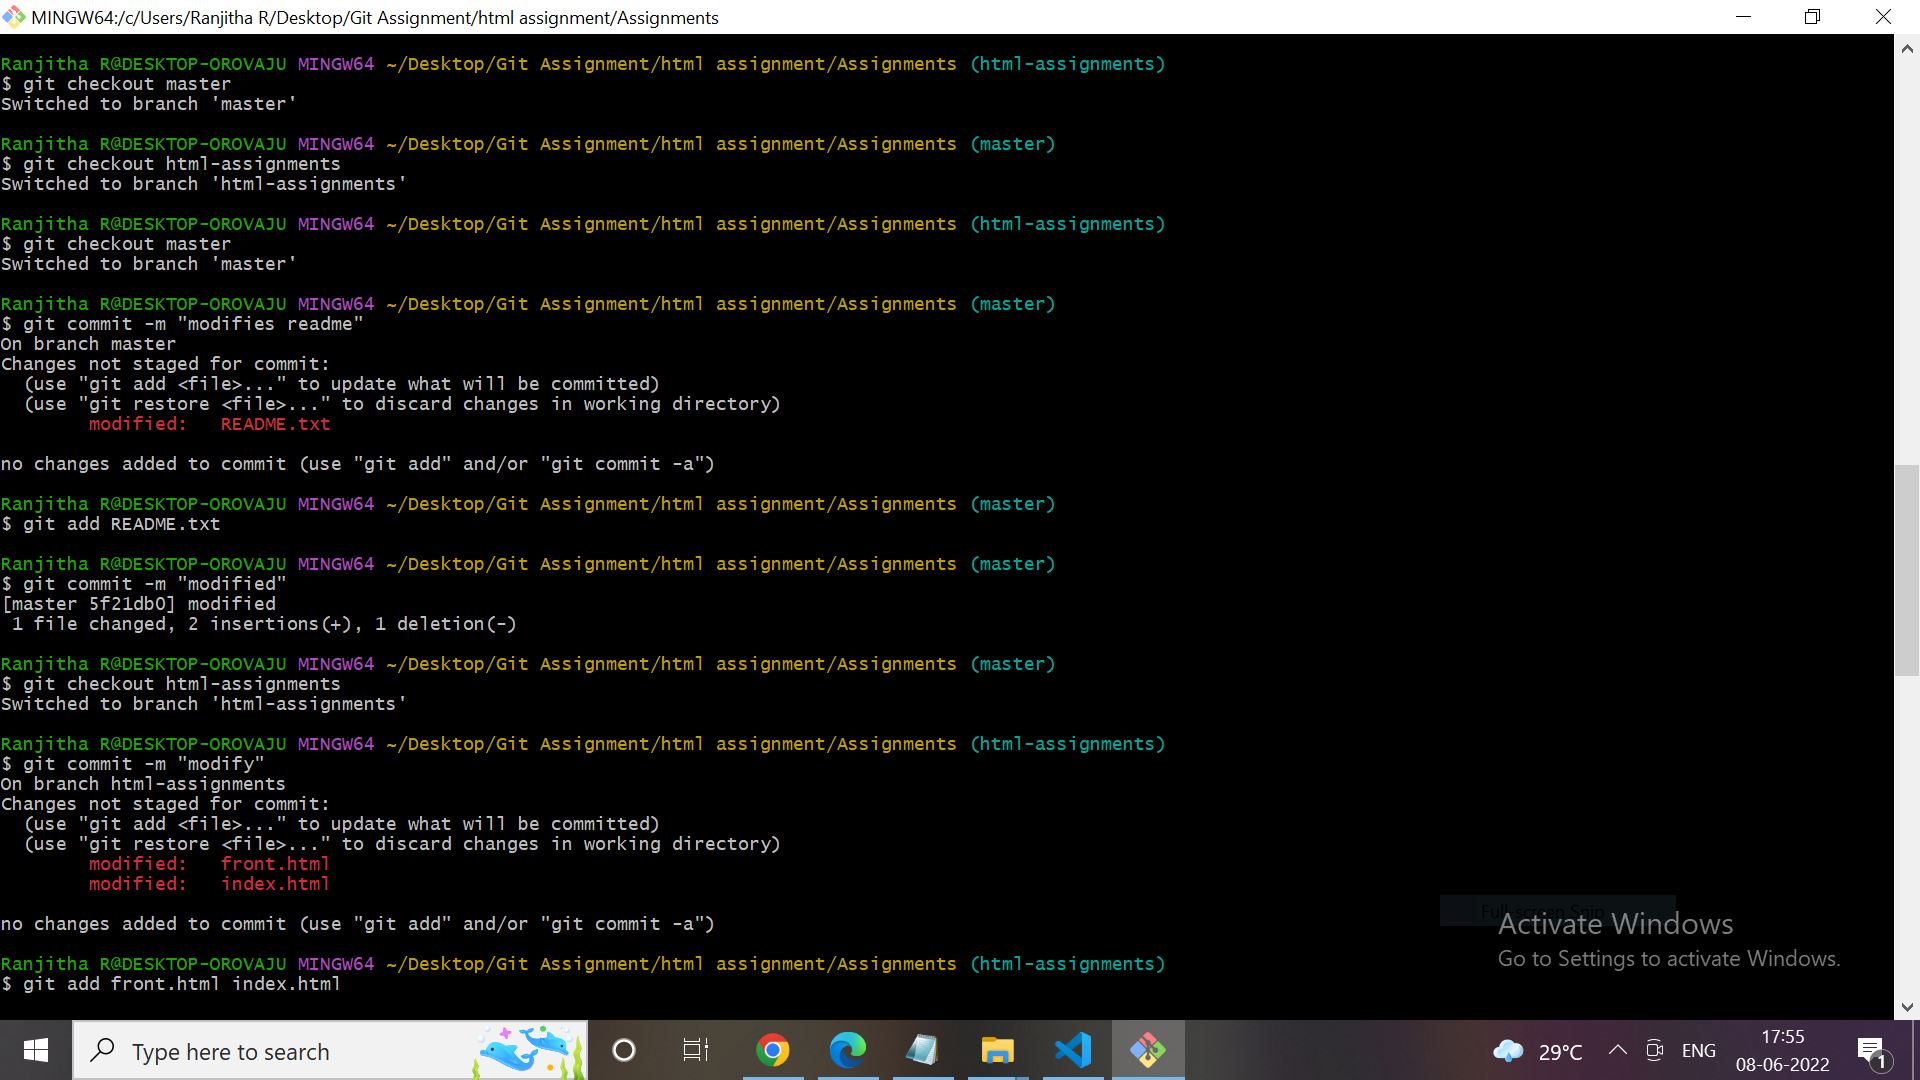 MINGW64:/c/Users/Ranjitha R/Desktop/Git Assignment/html assignment/Assignments
Ranjitha R@DESKTOP-OROVAJU MINGW64 ~/Desktop/Git Assignment/html assignment/Assignments (html-assignments)
$ git checkout master
Switched to branch 'master'
Ranjitha R@DESKTOP-OROVAJU MINGW64 ~/Desktop/Git Assignment/html assignment/Assignments (master)
$ git checkout html-assignments
Switched to branch 'html-assignments'
Ranjitha R@DESKTOP-OROVAJU MINGW64 ~/Desktop/Git Assignment/html assignment/Assignments (html-assignments)
$ git checkout master
Switched to branch 'master'
Ranjitha R@DESKTOP-OROVAJU MINGW64 ~/Desktop/Git Assignment/html assignment/Assignments (master)
$ git commit -m "modifies readme"
On branch master
Changes not staged for commit:
  (use "git add <file>..." to update what will be committed)
  (use "git restore <file>..." to discard changes in working directory)
        modified:   README.txt
no changes added to commit (use "git add" and/or "git commit -a")
Ranjitha R@DESKTOP-OROVAJU MINGW64 ~/Desktop/Git Assignment/html assignment/Assignments (master)
$ git add README.txt
Ranjitha R@DESKTOP-OROVAJU MINGW64 ~/Desktop/Git Assignment/html assignment/Assignments (master)
$ git commit -m "modified"
[master 5f21db0] modified
 1 file changed, 2 insertions(+), 1 deletion(-)
Ranjitha R@DESKTOP-OROVAJU MINGW64 ~/Desktop/Git Assignment/html assignment/Assignments (master)
$ git checkout html-assignments
Switched to branch 'html-assignments'
Ranjitha R@DESKTOP-OROVAJU MINGW64 ~/Desktop/Git Assignment/html assignment/Assignments (html-assignments)
$ git commit -m "modify"
On branch html-assignments
Changes not staged for commit:
  (use "git add <file>..." to update what will be committed)
  (use "git restore <file>..." to discard changes in working directory)
        modified:   front.html
        modified:   index.html
no changes added to commit (use "git add" and/or "git commit -a")
Ranjitha R@DESKTOP-OROVAJU MINGW64 ~/Desktop/Git Assignment/html assignment/Assignments (html-assignments)
$ git add front.html index.html
Full-screen Snip
Activate Windows
Go to Settings to activate Windows.
Type here to search
29°C
ENG
17:55
08-06-2022
1